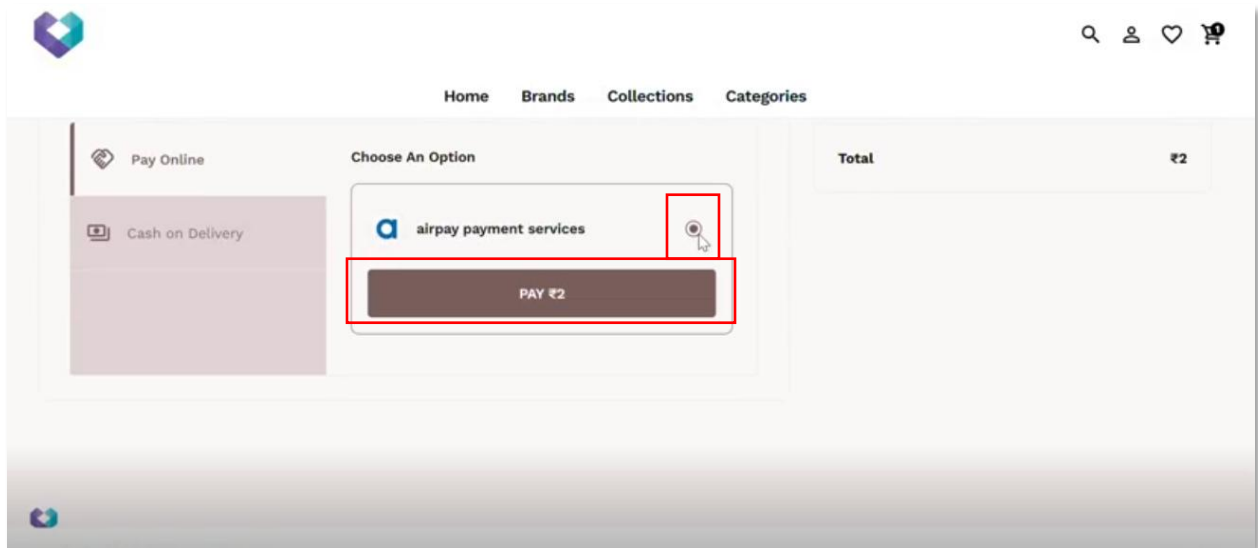 1
Home Brands Collections Categories
Pay Online
Cash on Delivery
Choose An Option
airpay payment services
PAY ₹2
Total ₹2